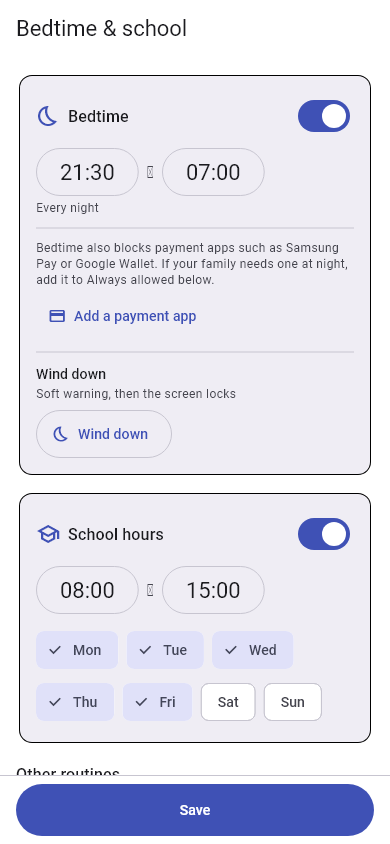 Bedtime & school
Bedtime
21:30 07:00
Every night
Bedtime also blocks payment apps such as Samsung
Pay or Google Wallet. If your family needs one at night,
add it to Always allowed below.
Add a payment app
Wind down
Soft warning, then the screen locks
Wind down
School hours
08:00 15:00
Mon Tue Wed
Thu Fri Sat Sun
Other routines
Save